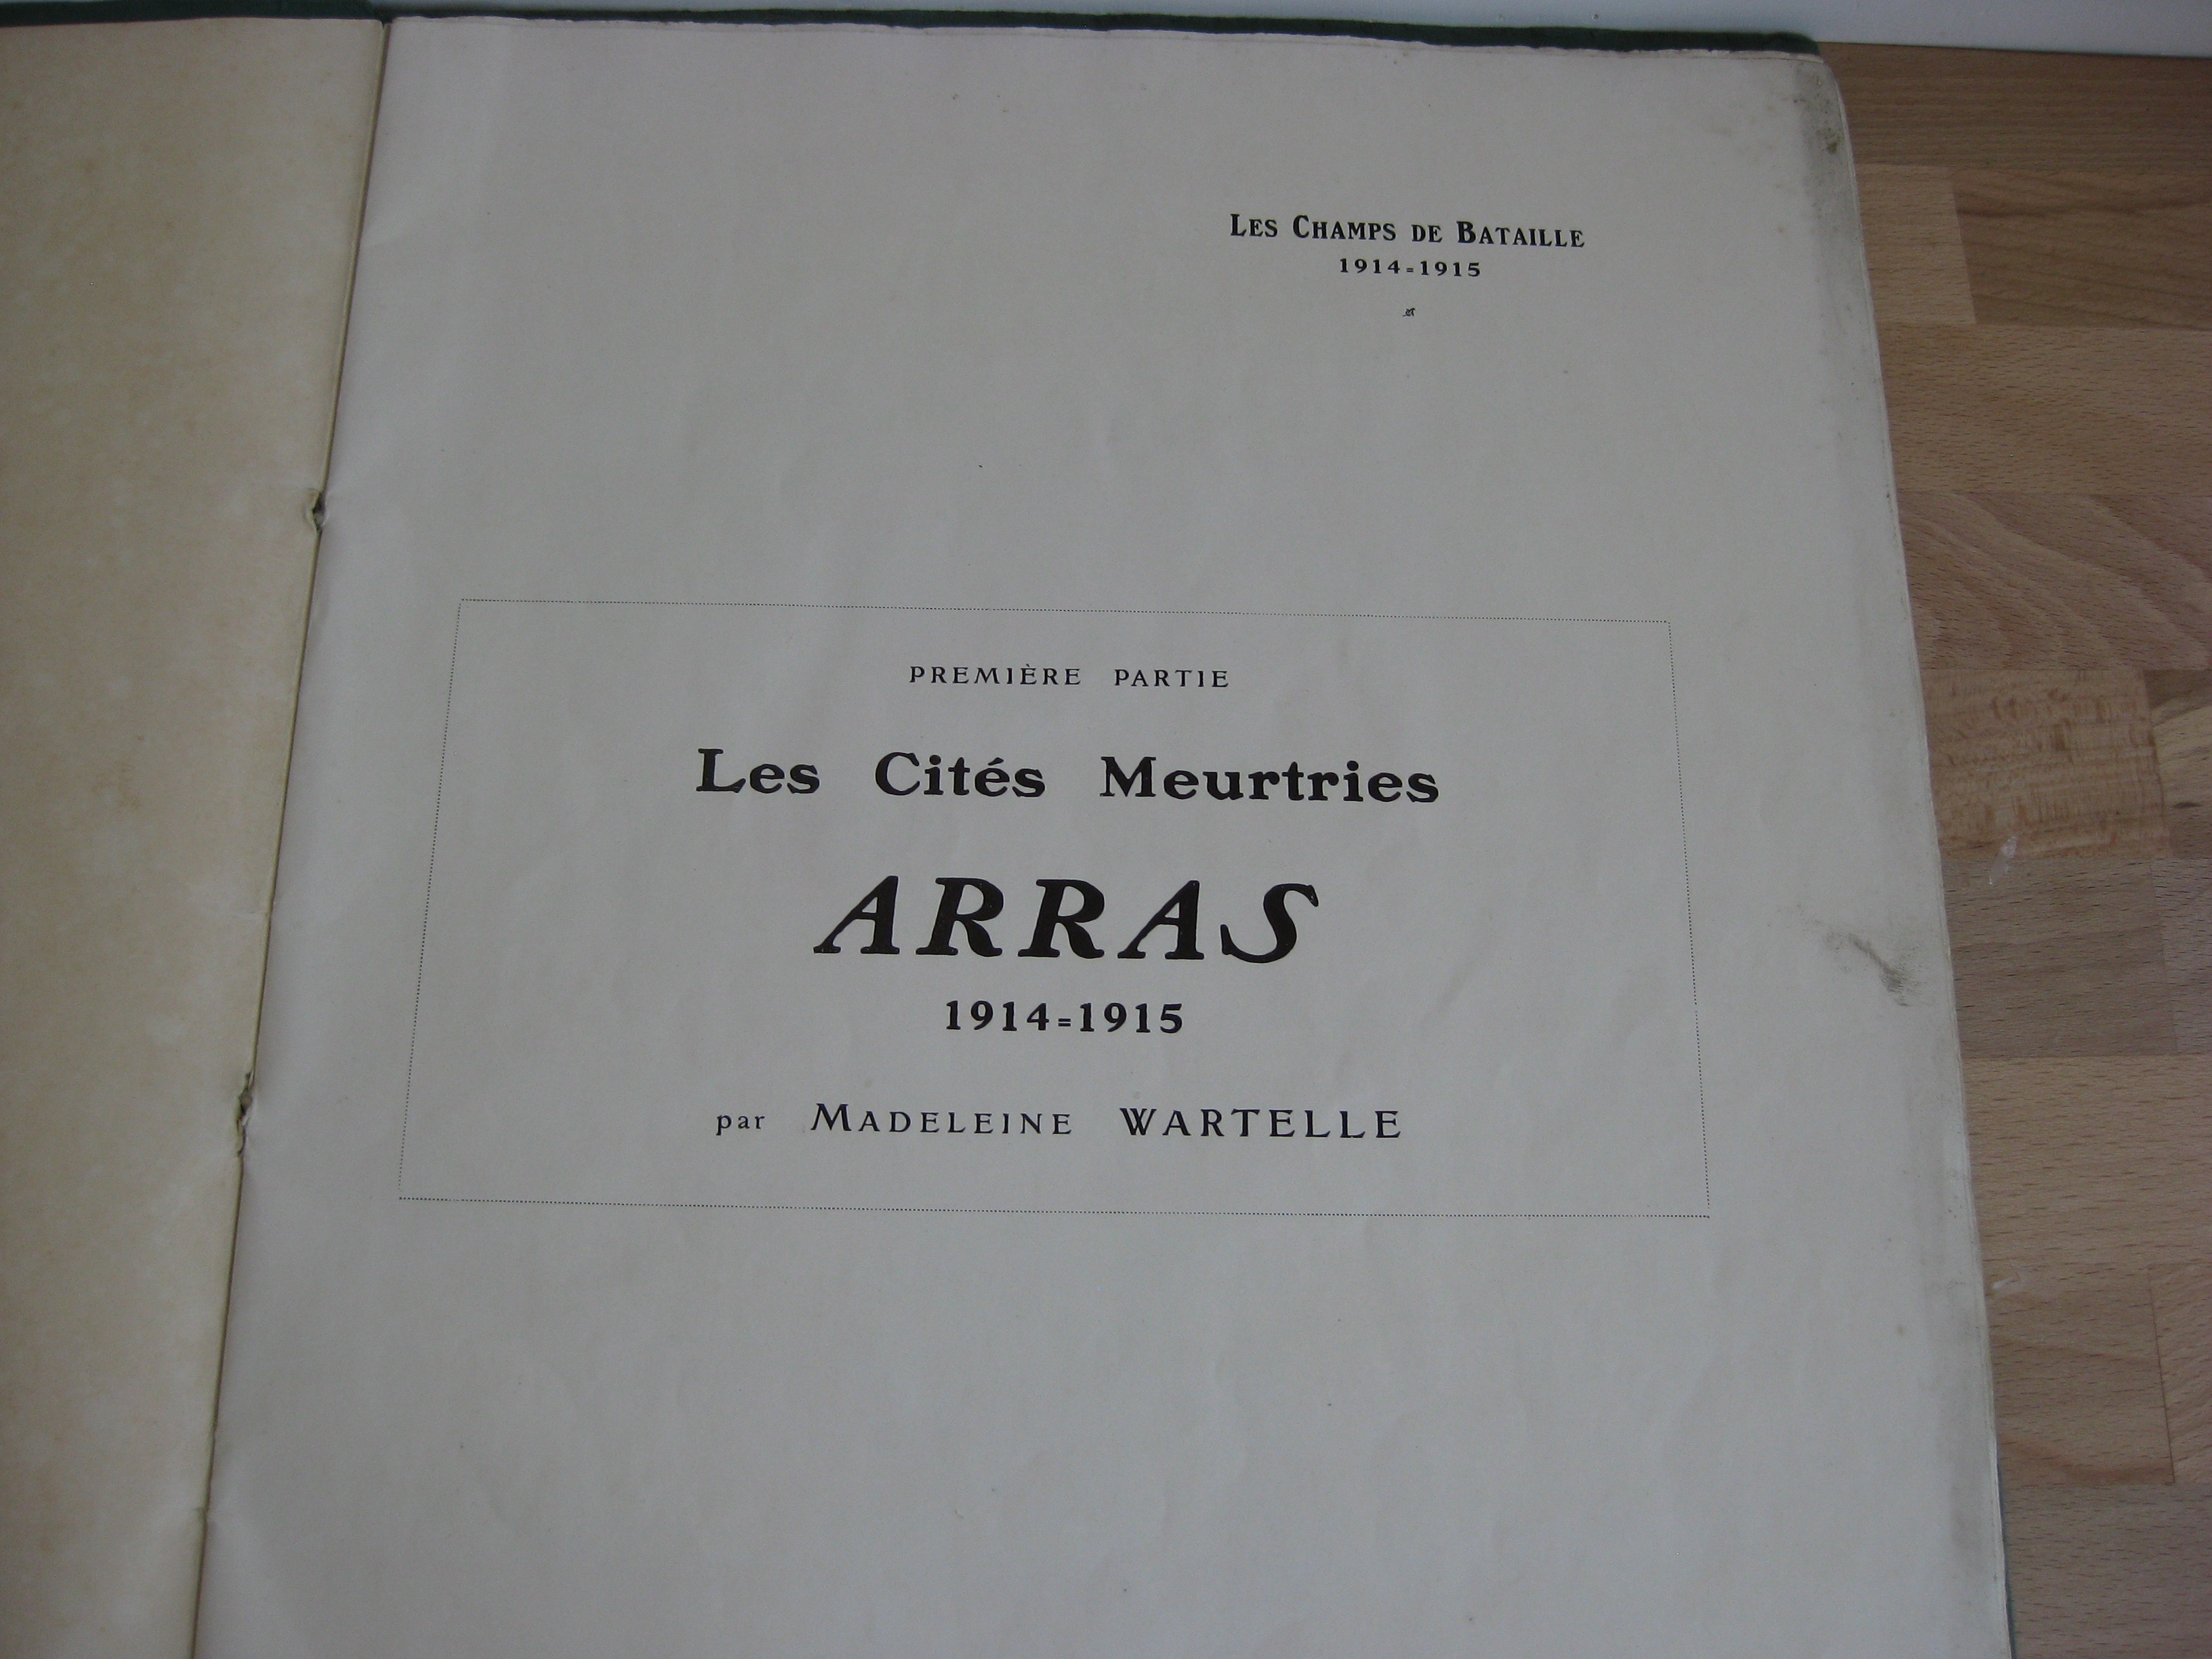 Les Champs de Bataille
1914=1915
PREMIÈRE PARTIE
Les Cités Meurtries
ARRAS
1914=1915
par Madeleine WARTELLE